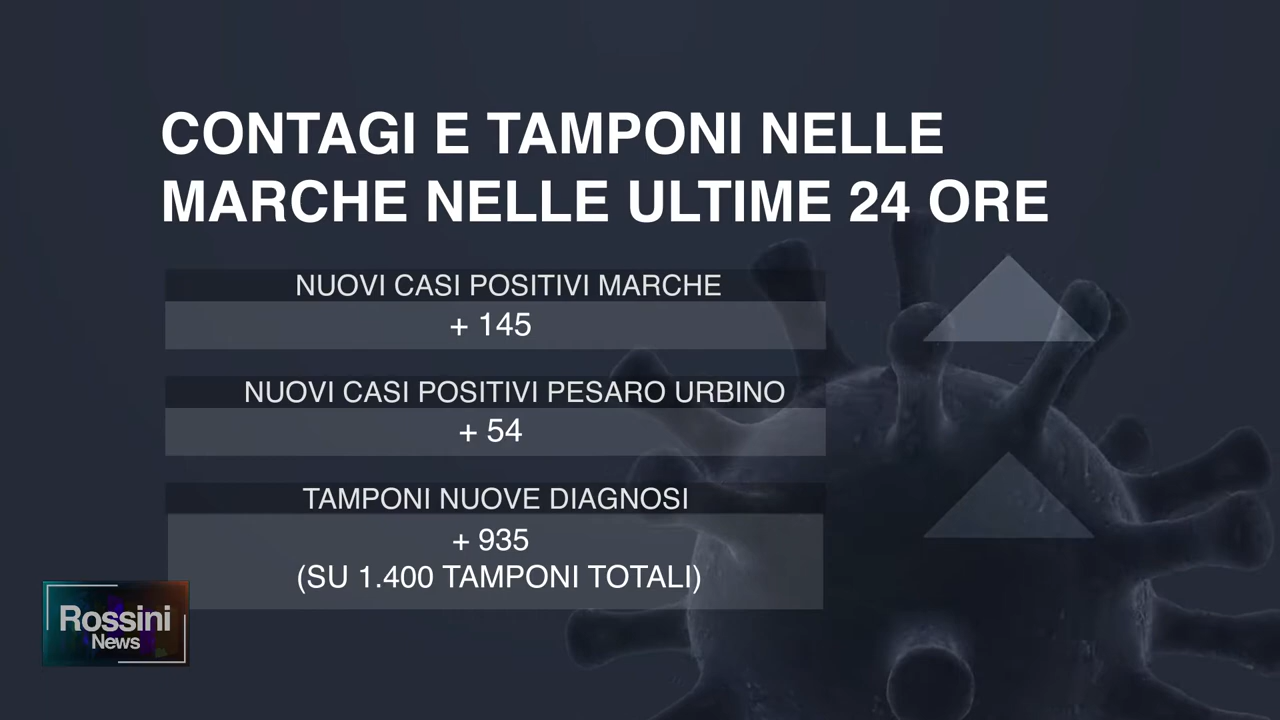 CONTAGI E TAMPONI NELLE
MARCHE NELLE ULTIME 24 ORE
NUOVI CASI POSITIVI MARCHE
+ 145
NUOVI CASI POSITIVI PESARO URBINO
+ 54
TAMPONI NUOVE DIAGNOSI
+ 935
(SU 1.400 TAMPONI TOTALI)
Rossini
News